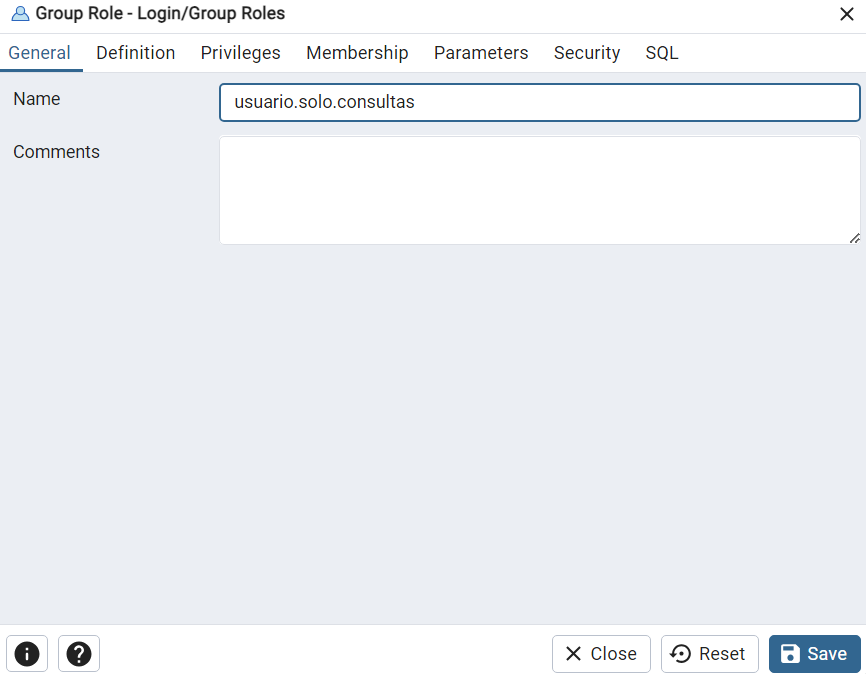 Group Role - Login/Group Roles
General Definition Privileges Membership Parameters Security SQL
Name
usuario.solo.consultas
Comments
Close Reset Save